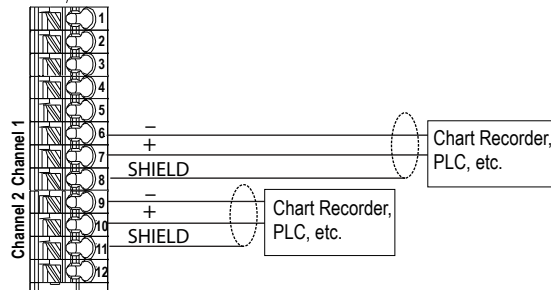 1
2
3
4
5
6
7
8
9
10
11
12
Channel 1
Channel 2
−
+
SHIELD
Chart Recorder,
PLC, etc.
−
+
SHIELD
Chart Recorder,
PLC, etc.